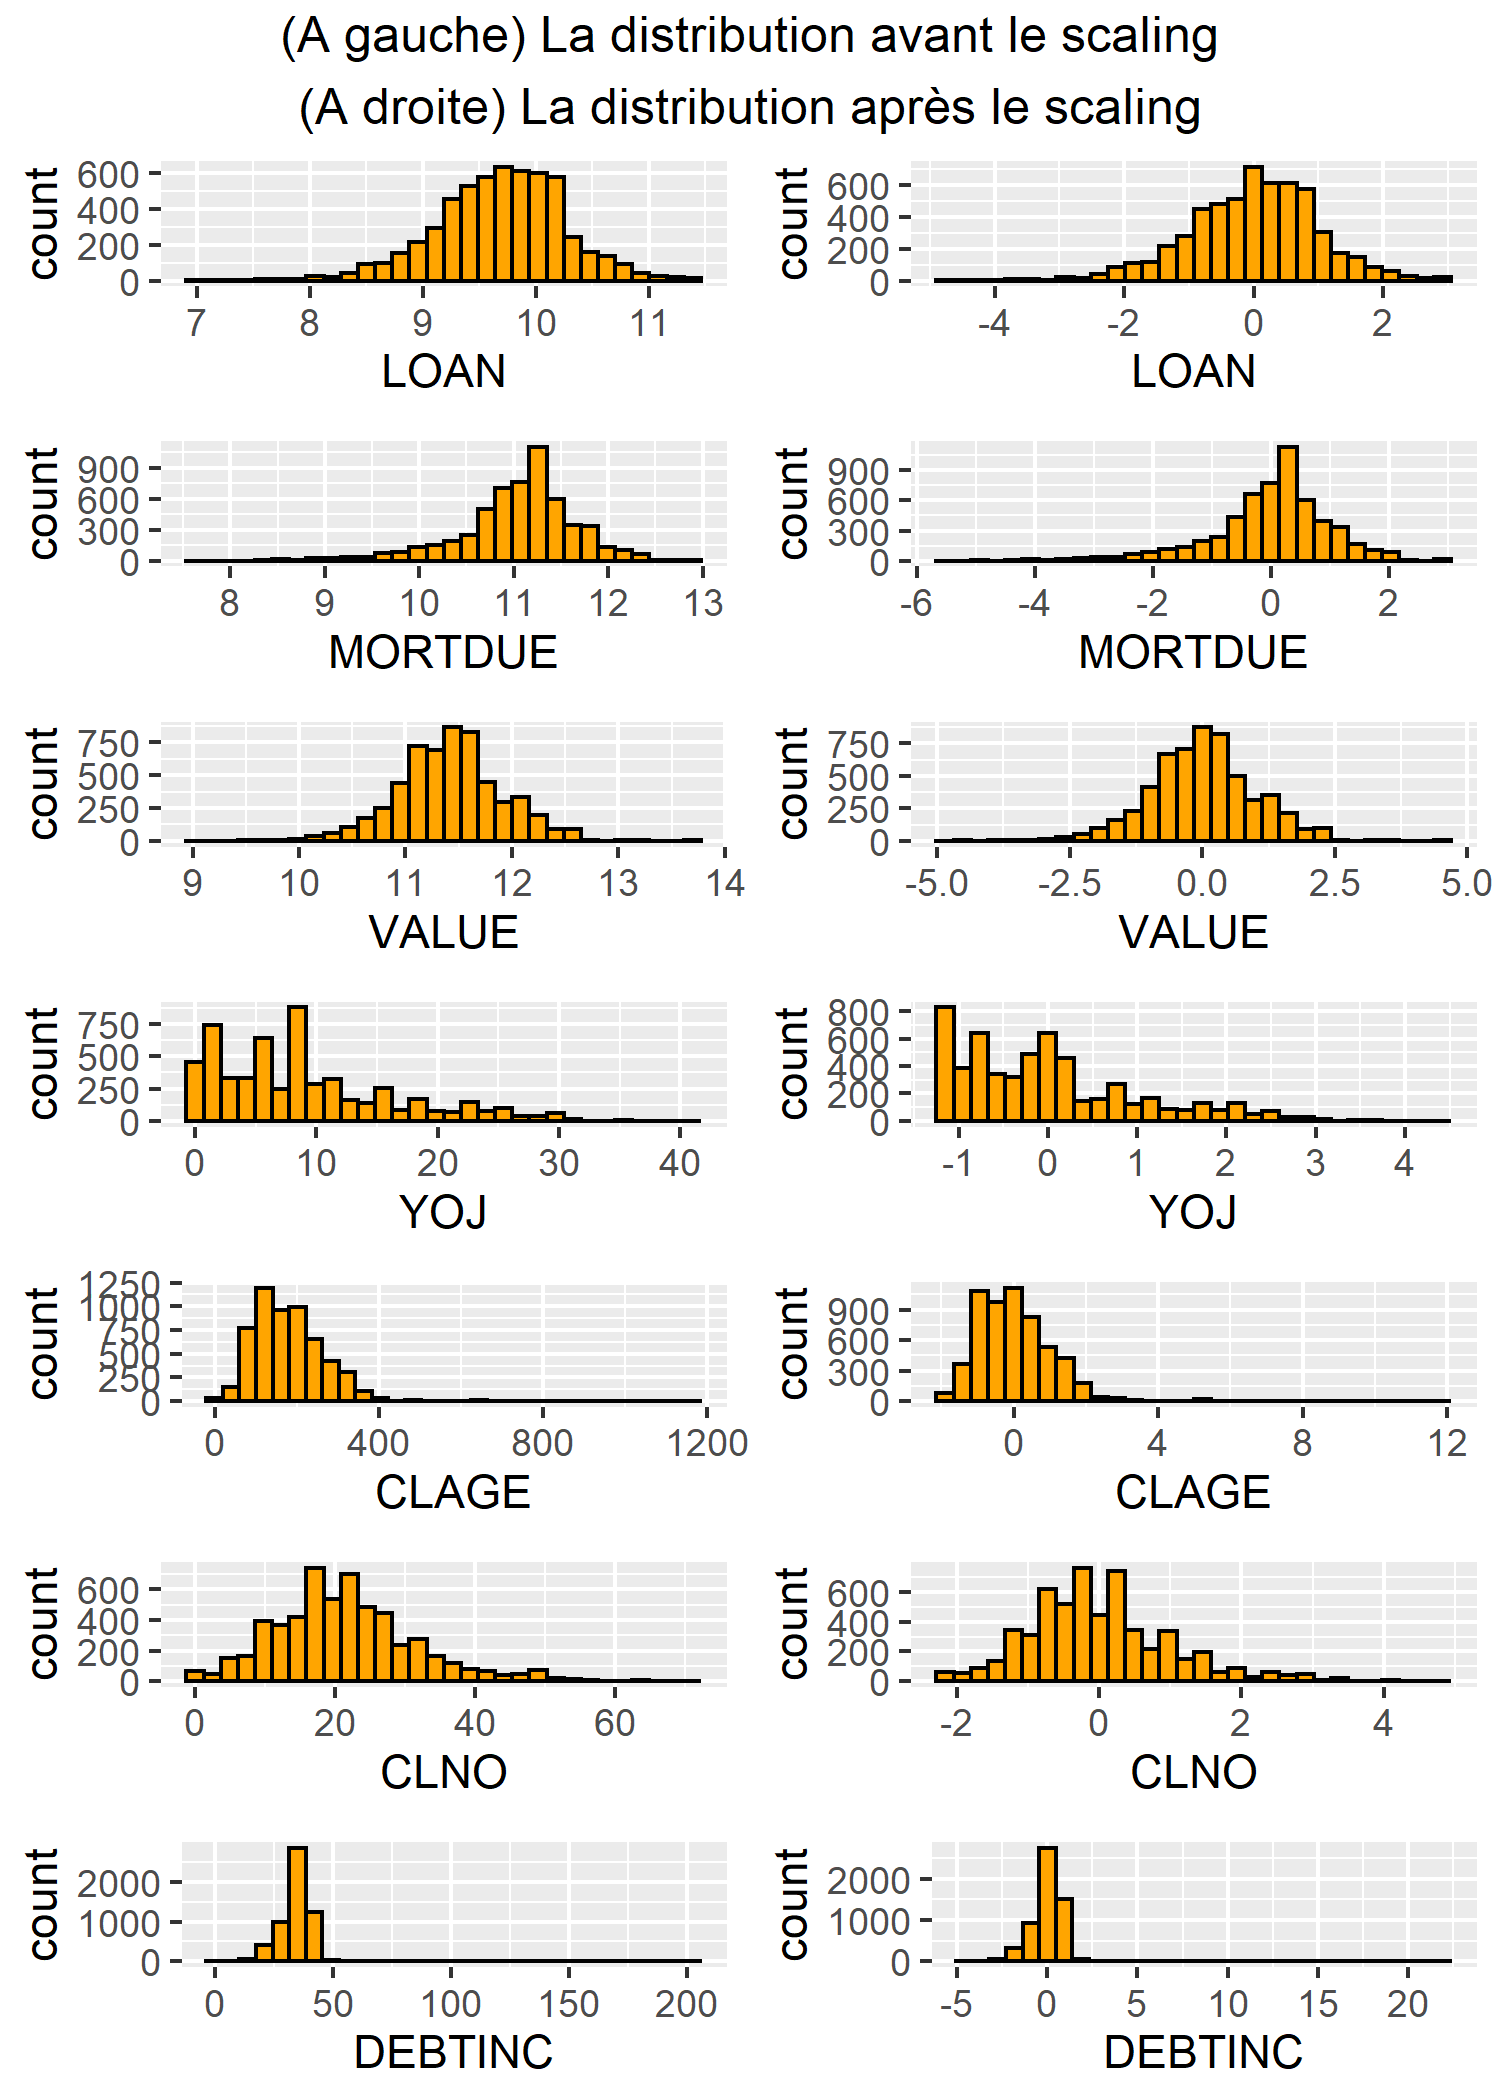 (A gauche) La distribution avant le scaling
(A droite) La distribution après le scaling
count
600
400
200
0
7 8 9 10 11
LOAN
count
600
400
200
0
-4 -2 0 2
LOAN
count
900
600
300
0
8 9 10 11 12 13
MORTDUE
count
900
600
300
0
-6 -4 -2 0 2
MORTDUE
count
750
500
250
0
9 10 11 12 13 14
VALUE
count
750
500
250
0
-5.0 -2.5 0.0 2.5 5.0
VALUE
count
750
500
250
0
0 10 20 30 40
YOJ
count
800
600
400
200
0
-1 0 1 2 3 4
YOJ
count
1250
1000
750
500
250
0
0 400 800 1200
CLAGE
count
900
600
300
0
0 4 8 12
CLAGE
count
600
400
200
0
0 20 40 60
CLNO
count
600
400
200
0
-2 0 2 4
CLNO
count
2000
1000
0
0 50 100 150 200
DEBTINC
count
2000
1000
0
-5 0 5 10 15 20
DEBTINC